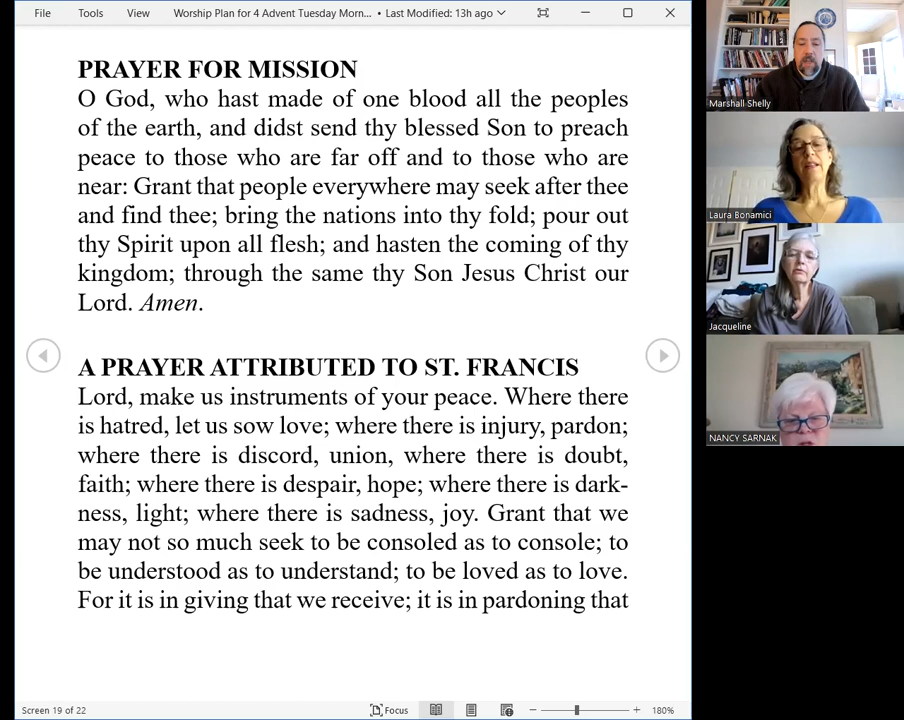 File Tools Worship Plan for 4 Advent Tuesday Morn... • Last Modified: 13h ago
PRAYER FOR MISSION
O God, who hast made of one blood all the peoples
of the earth, and didst send thy blessed Son to preach
peace to those who are far off and to those who are
near: Grant that people everywhere may seek after thee
and find thee; bring the nations into thy fold; pour out
thy Spirit upon all flesh; and hasten the coming of thy
kingdom; through the same thy Son Jesus Christ our
Lord. Amen.
A PRAYER ATTRIBUTED TO ST. FRANCIS
Lord, make us instruments of your peace. Where there
is hatred, let us sow love; where there is injury, pardon;
where there is discord, union, where there is doubt,
faith; where there is despair, hope; where there is dark-
ness, light; where there is sadness, joy. Grant that we
may not so much seek to be consoled as to console; to
be understood as to understand; to be loved as to love.
For it is in giving that we receive; it is in pardoning that
Screen 19 of 22 Focus 180%
Marshall Shelly
Laura Bonamici
Jacqueline
NANCY SARNAK